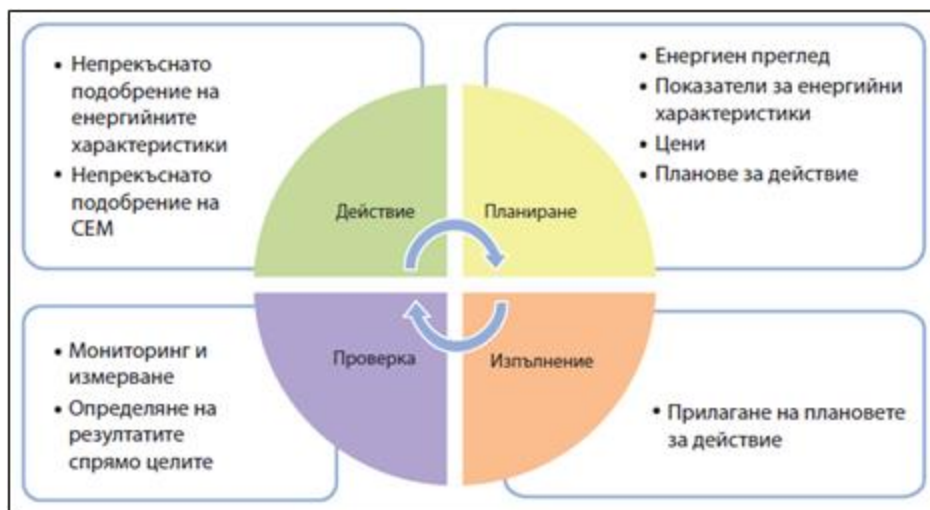 • Непрекъснато
подобрение на
енергийните
характеристики
• Непрекъснато
подобрение на
СЕМ
• Енергиен преглед
• Показатели за енергийни
характеристики
• Цени
• Планове за действие
Действие
Планиране
Проверка
Изпълнение
• Мониторинг и
измерване
• Определяне на
резултатите
спрямо целите
• Прилагане на плановете
за действие